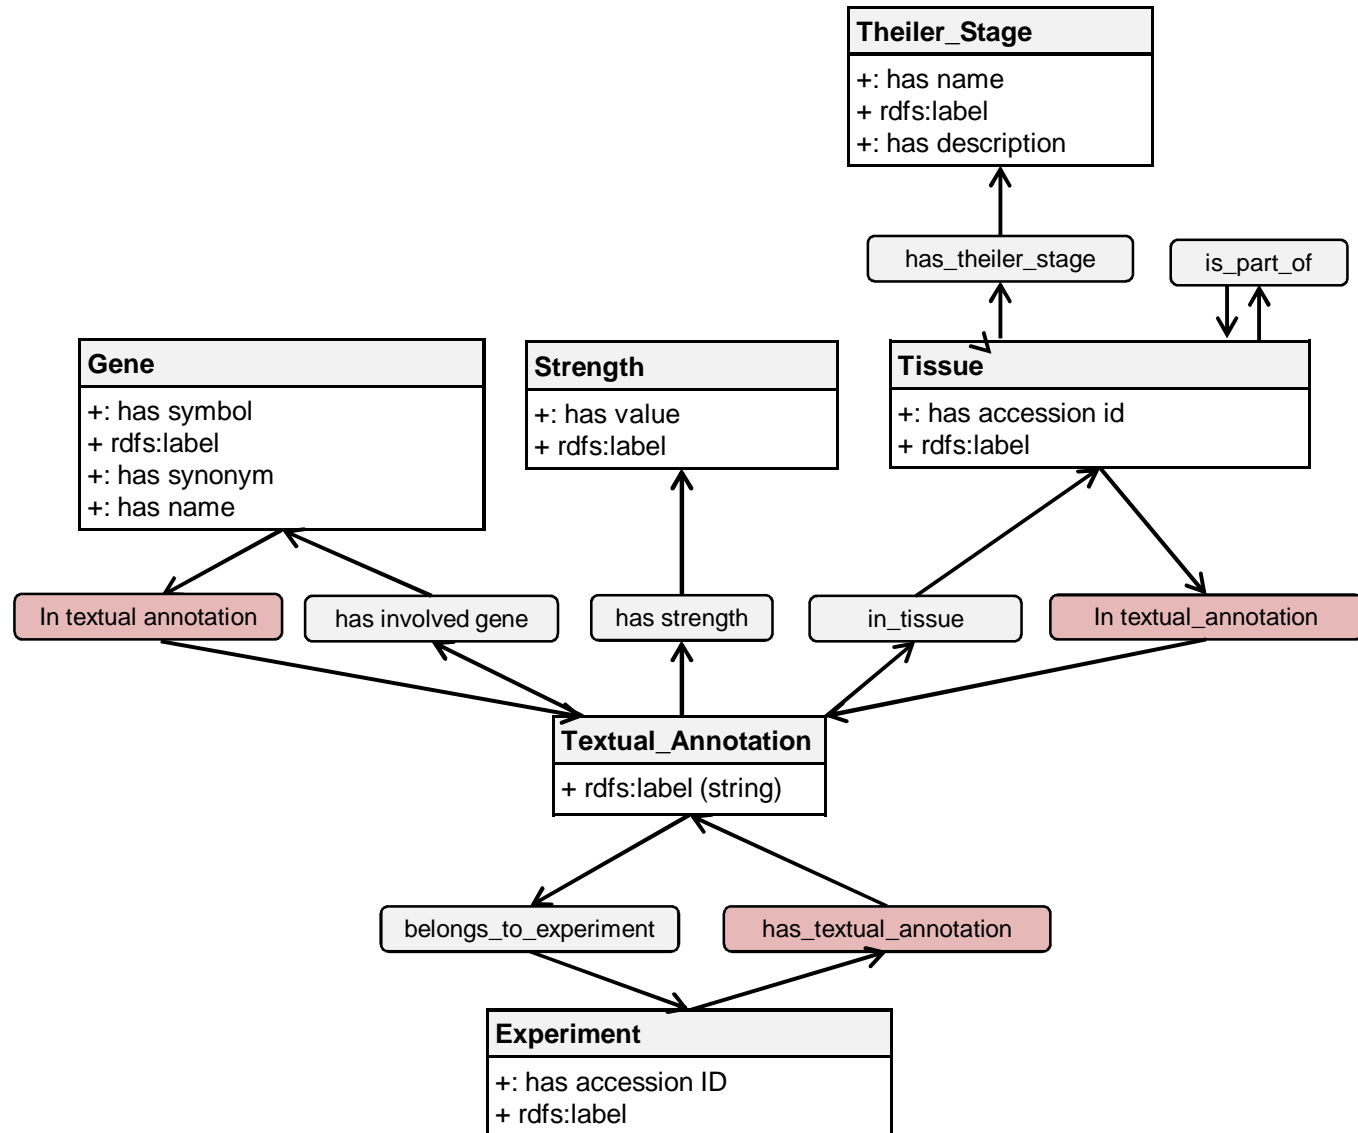 Theiler_Stage
+: has name
+ rdfs:label
+: has description
has_theiler_stage
is_part_of
Gene
+: has symbol
+ rdfs:label
+: has synonym
+: has name
Strength
+: has value
+ rdfs:label
Tissue
+: has accession id
+ rdfs:label
In textual annotation
has involved gene
has strength
in_tissue
In textual_annotation
Textual_Annotation
+ rdfs:label (string)
belongs_to_experiment
has_textual_annotation
Experiment
+: has accession ID
+ rdfs:label